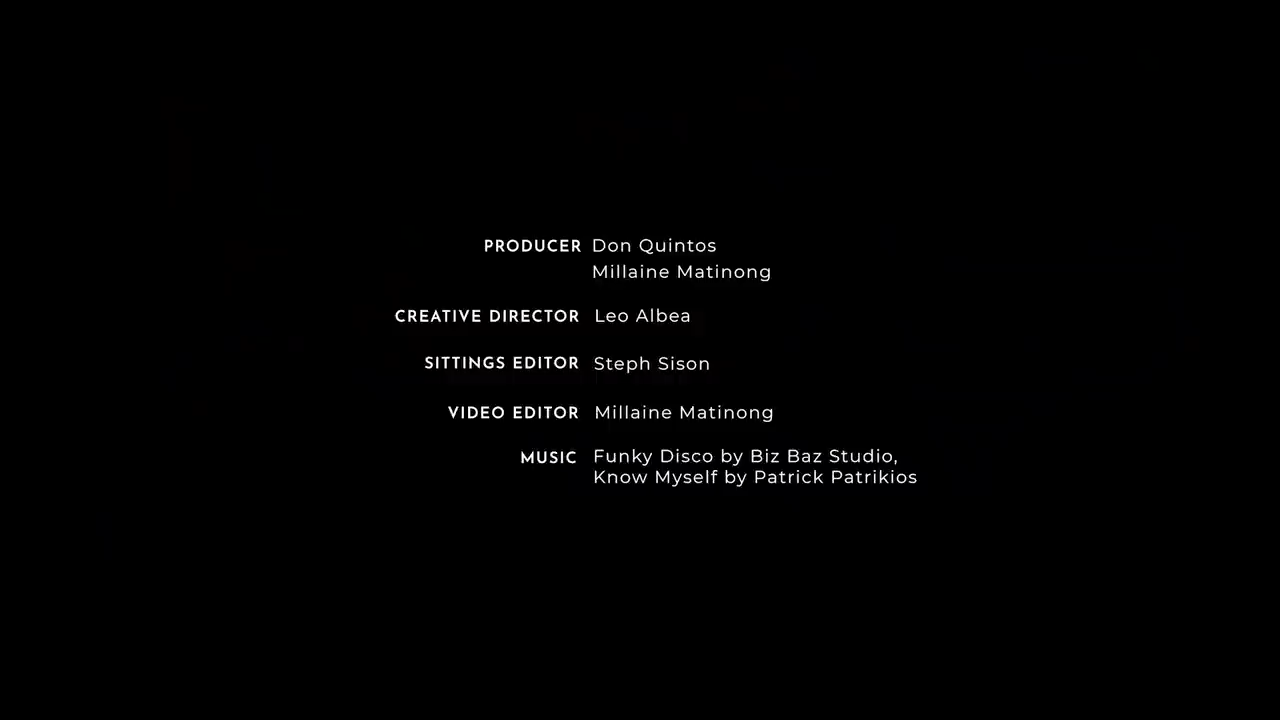 PRODUCER Don Quintos
Millaine Matinong
CREATIVE DIRECTOR Leo Albea
SITTINGS EDITOR Steph Sison
VIDEO EDITOR Millaine Matinong
MUSIC Funky Disco by Biz Baz Studio,
Know Myself by Patrick Patrikios